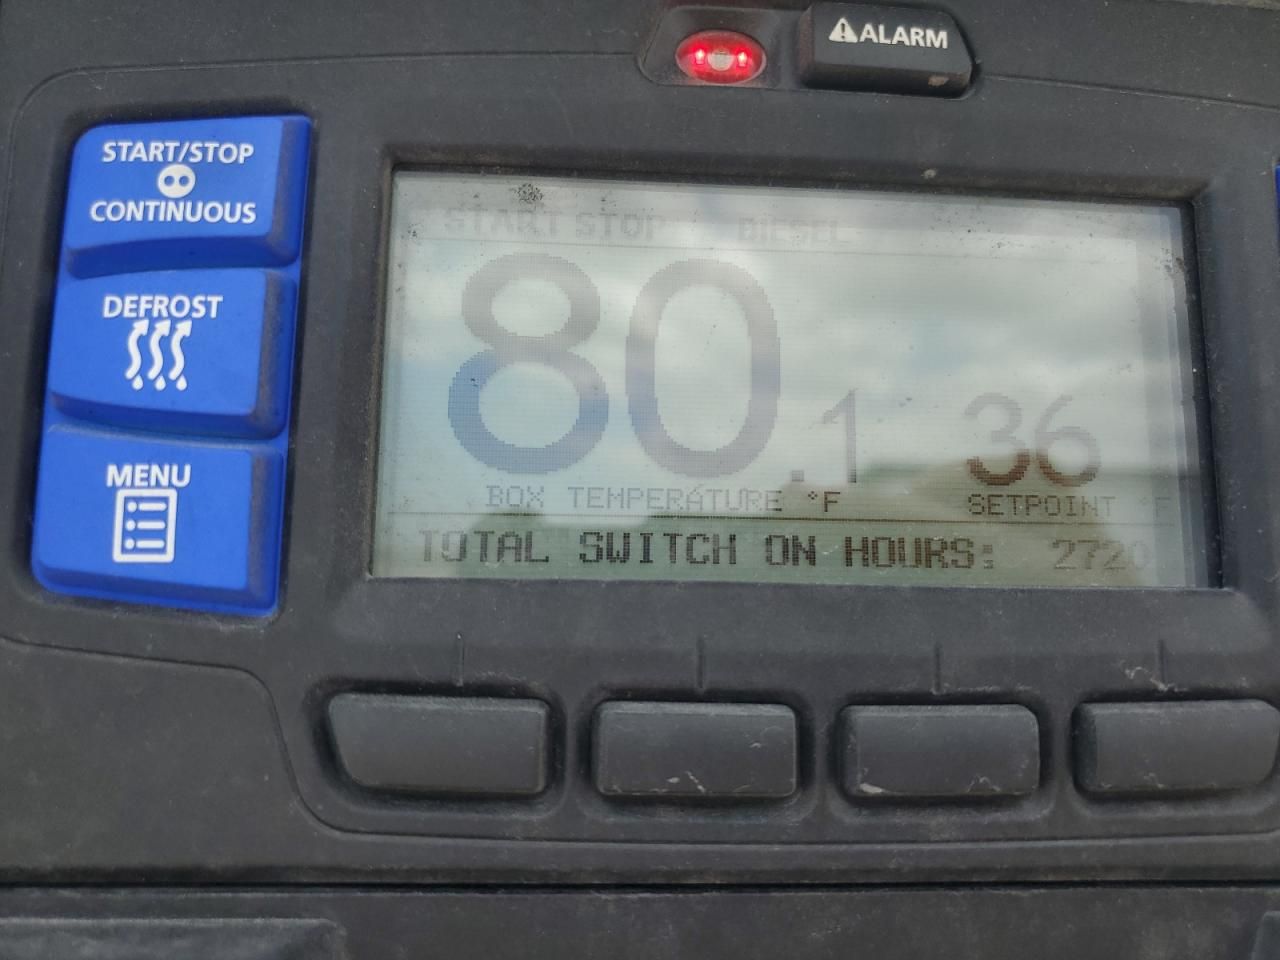 ALARM
START/STOP
CONTINUOUS
DEFROST
MENU
START STOP DIESEL
80.1 36
BOX TEMPERATURE °F SETPOINT °F
TOTAL SWITCH ON HOURS: 2720